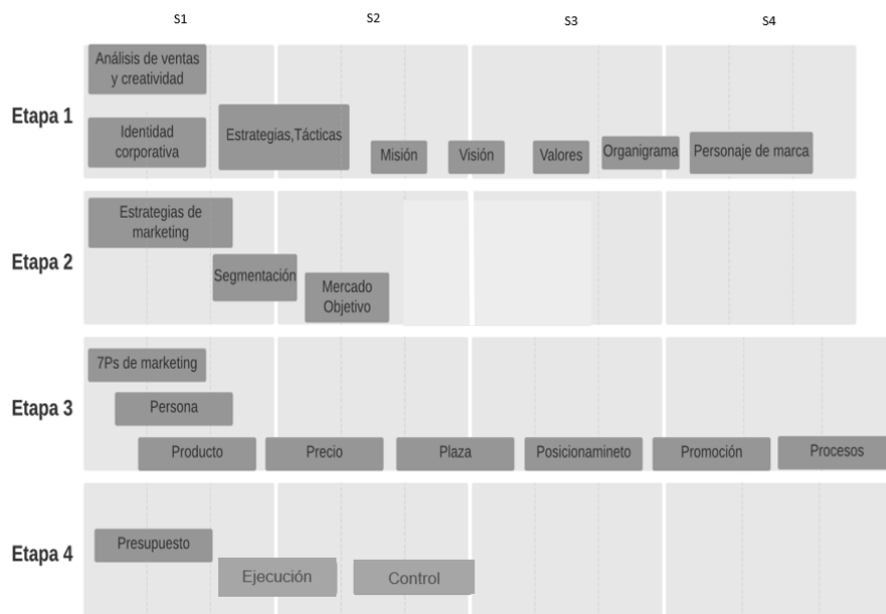 S1 S2 S3 S4
Etapa 1
Análisis de ventas
y creatividad
Identidad
corporativa
Estrategias,Tácticas
Misión
Visión
Valores
Organigrama
Personaje de marca
Etapa 2
Estrategias de
marketing
Segmentación
Mercado
Objetivo
Etapa 3
7Ps de marketing
Persona
Producto
Precio
Plaza
Posicionamineto
Promoción
Procesos
Etapa 4
Presupuesto
Ejecución
Control